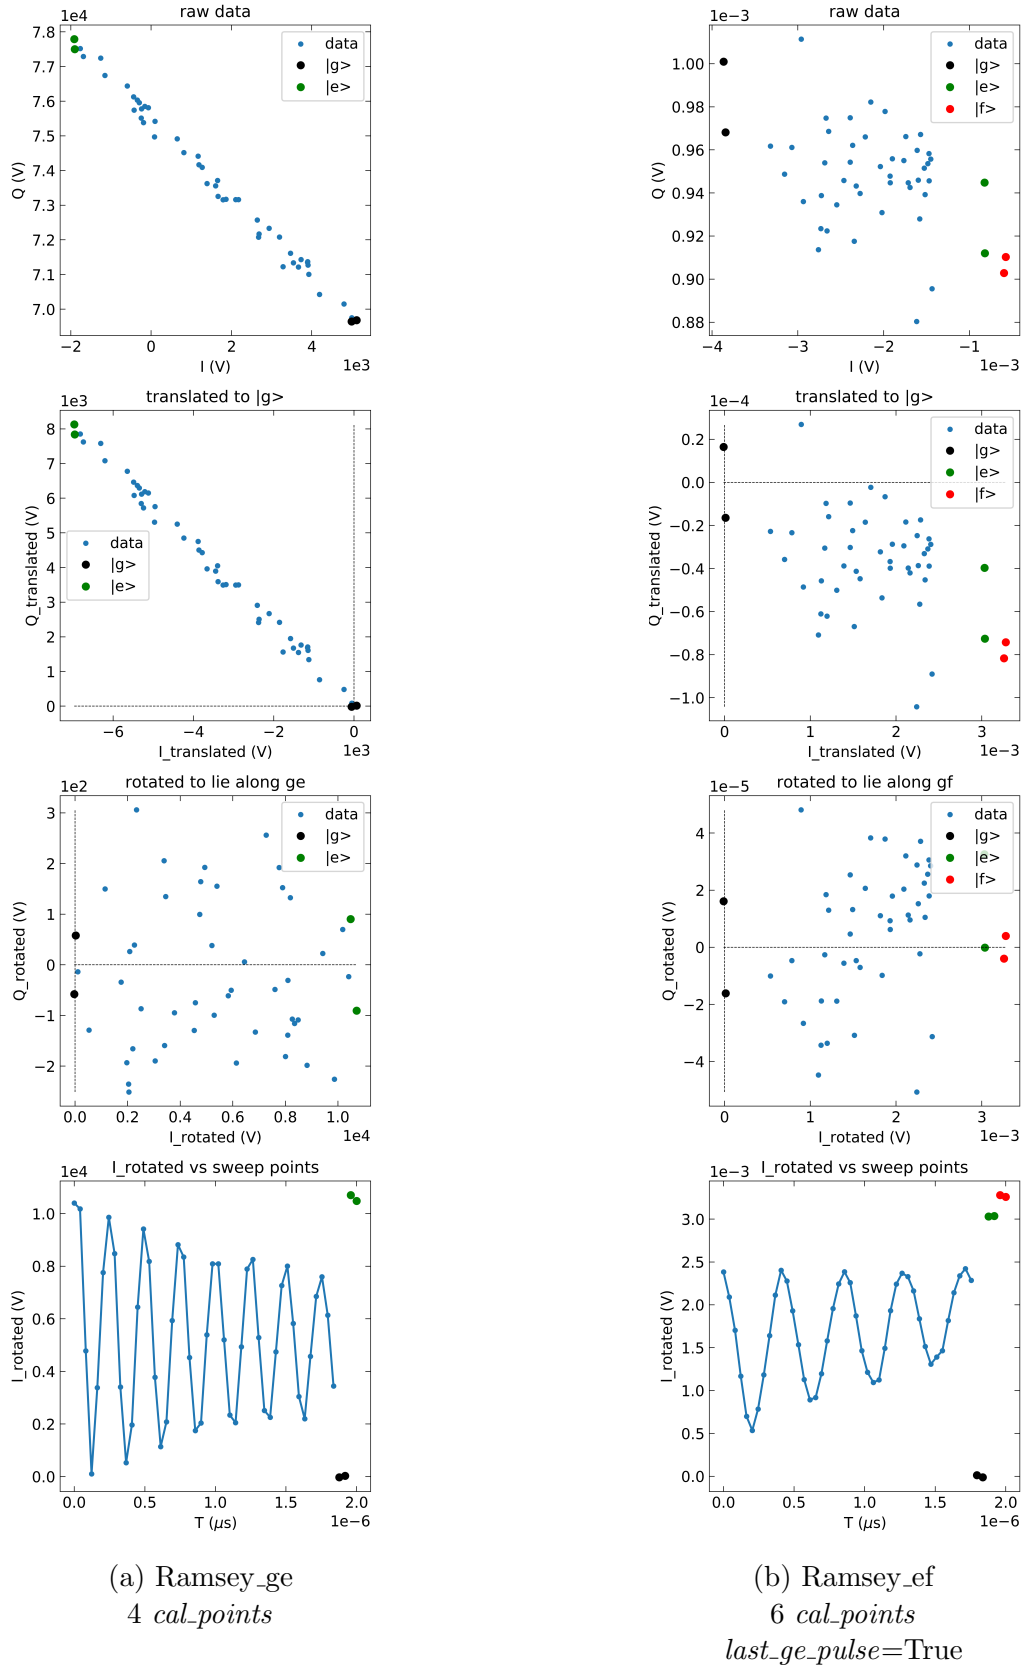 raw data
1e4
7.8
7.7
7.6
7.5
7.4
7.3
7.2
7.1
7.0
Q (V)
data
|g>
|e>
−2
0
2
4
1e3
I (V)
translated to |g>
1e3
8
7
6
5
4
3
2
1
0
Q_translated (V)
data
|g>
|e>
−6
−4
−2
0
1e3
I_translated (V)
rotated to lie along ge
1e2
3
2
1
0
−1
−2
Q_rotated (V)
data
|g>
|e>
0.0
0.2
0.4
0.6
0.8
1.0
1e4
I_rotated (V)
I_rotated vs sweep points
1e4
1.0
0.8
0.6
0.4
0.2
0.0
I_rotated (V)
0.0
0.5
1.0
1.5
2.0
1e−6
T (μs)
(a) Ramsey_ge
4 cal_points
raw data
1e−3
1.00
0.98
0.96
0.94
0.92
0.90
0.88
Q (V)
data
|g>
|e>
|f>
−4
−3
−2
−1
1e−3
I (V)
translated to |g>
1e−4
0.2
0.0
−0.2
−0.4
−0.6
−0.8
−1.0
Q_translated (V)
data
|g>
|e>
|f>
0
1
2
3
1e−3
I_translated (V)
rotated to lie along gf
1e−5
4
2
0
−2
−4
Q_rotated (V)
data
|g>
|e>
|f>
0
1
2
3
1e−3
I_rotated (V)
I_rotated vs sweep points
1e−3
3.0
2.5
2.0
1.5
1.0
0.5
0.0
I_rotated (V)
0.0
0.5
1.0
1.5
2.0
1e−6
T (μs)
(b) Ramsey_ef
6 cal_points
last_ge_pulse=True